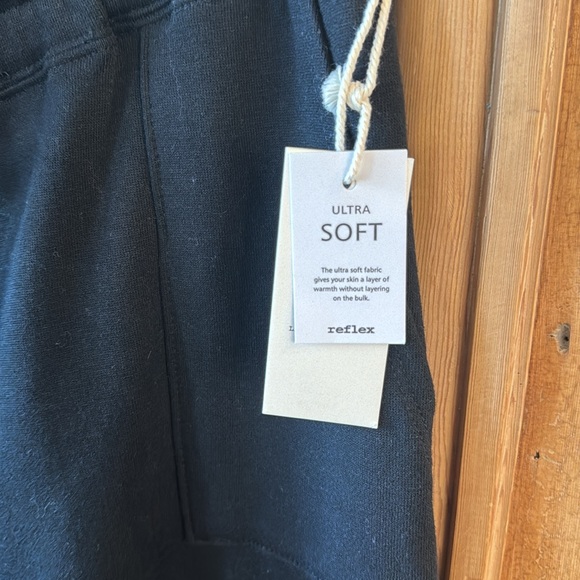 ULTRA
SOFT
The ultra soft fabric
gives your skin a layer of
warmth without layering
on the bulk.
reflex